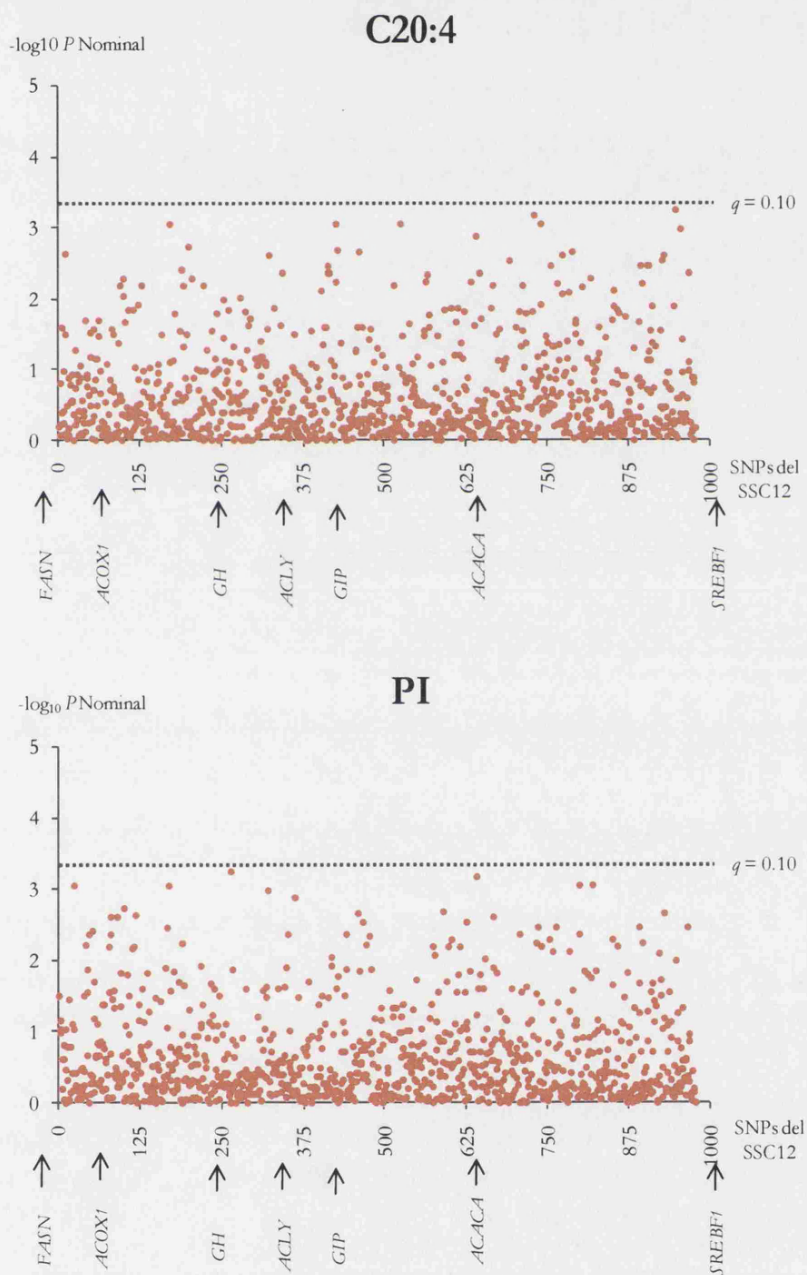 C20:4
-log10 P Nominal
5
4
3
2
1
0
q = 0.10
0
125
250
375
500
625
750
875
1000
SNPs del
SSC12
FASN
ACOX1
GH
ACLY
GIP
ACACA
SREBF1
PI
-log₁₀ P Nominal
5
4
3
2
1
0
q = 0.10
0
125
250
375
500
625
750
875
1000
SNPs del
SSC12
FASN
ACOX1
GH
ACLY
GIP
ACACA
SREBF1